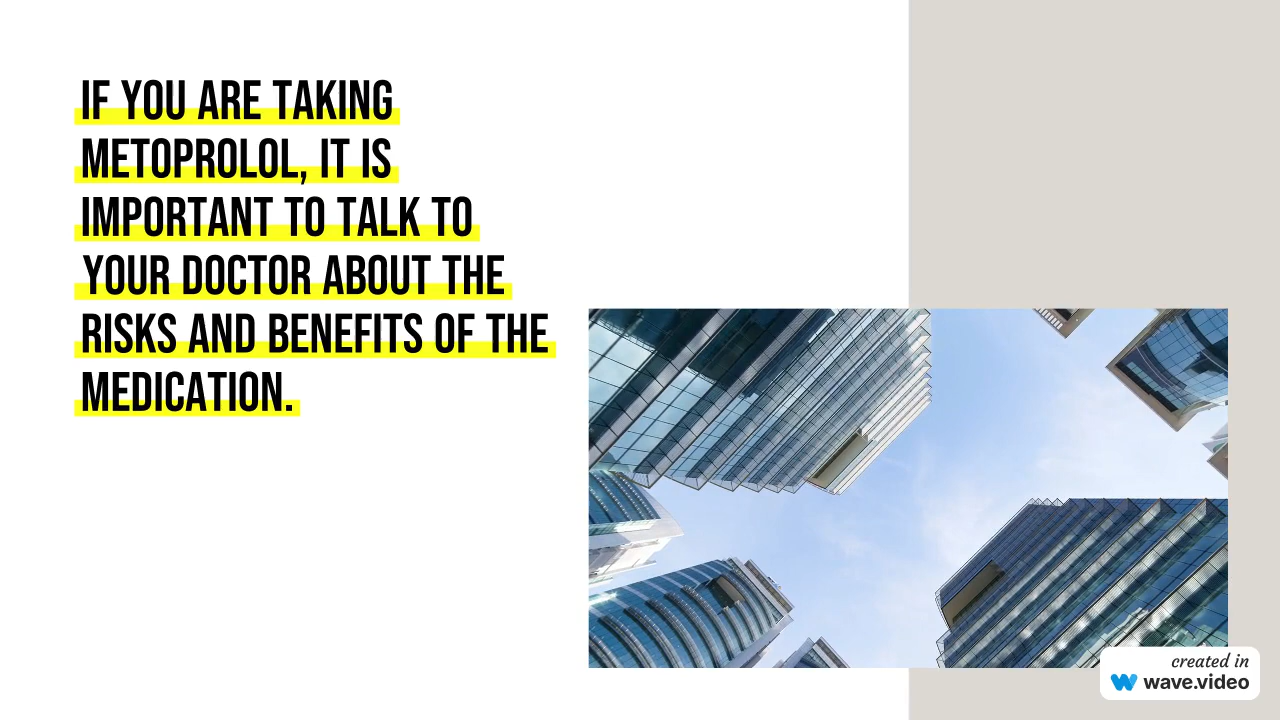 IF YOU ARE TAKING
METOPROLOL, IT IS
IMPORTANT TO TALK TO
YOUR DOCTOR ABOUT THE
RISKS AND BENEFITS OF THE
MEDICATION.
created in
wave.video